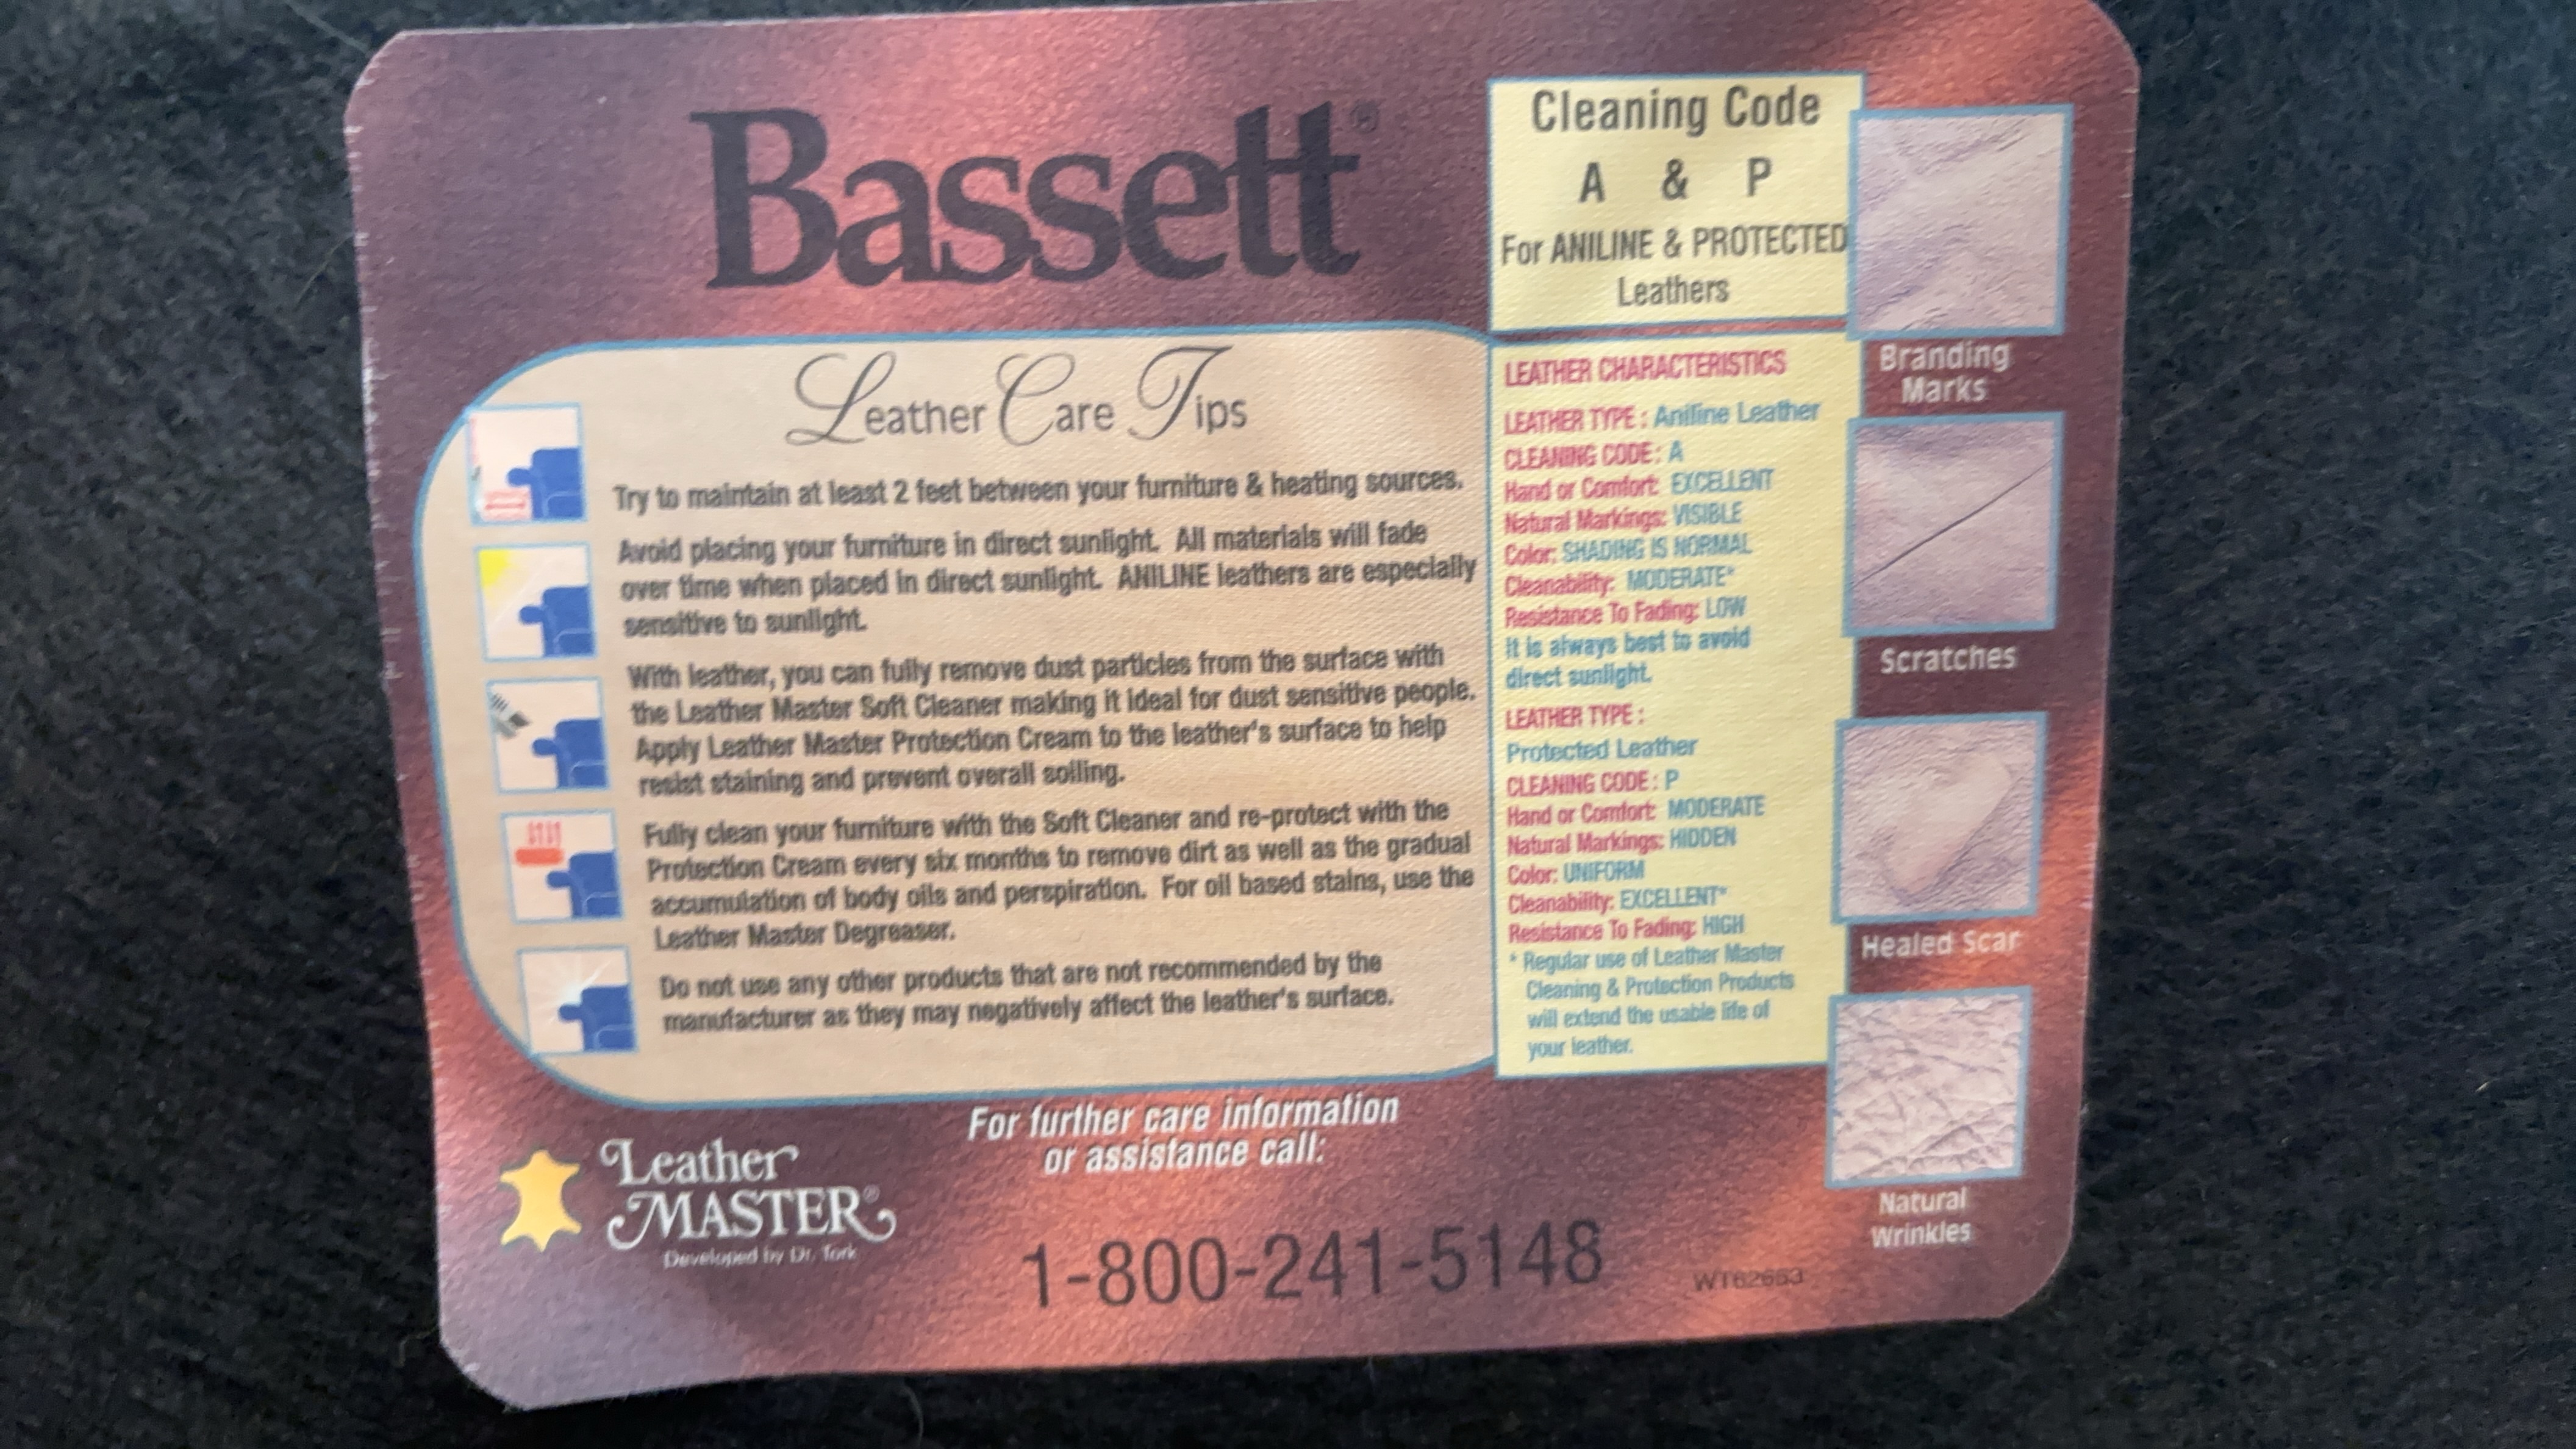 Bassett®
Leather Care Tips
Try to maintain at least 2 feet between your furniture & heating sources.
Avoid placing your furniture in direct sunlight. All materials will fade
over time when placed in direct sunlight. ANILINE leathers are especially
sensitive to sunlight.
With leather, you can fully remove dust particles from the surface with
the Leather Master Soft Cleaner making it ideal for dust sensitive people.
Apply Leather Master Protection Cream to the leather's surface to help
resist staining and prevent overall soiling.
Fully clean your furniture with the Soft Cleaner and re-protect with the
Protection Cream every six months to remove dirt as well as the gradual
accumulation of body oils and perspiration. For oil based stains, use the
Leather Master Degreaser.
Do not use any other products that are not recommended by the
manufacturer as they may negatively affect the leather's surface.
Cleaning Code
A & P
For ANILINE & PROTECTED
Leathers
LEATHER CHARACTERISTICS
LEATHER TYPE : Aniline Leather
CLEANING CODE : A
Hand or Comfort: EXCELLENT
Natural Markings: VISIBLE
Color: SHADING IS NORMAL
Cleanability: MODERATE*
Resistance To Fading: LOW
It is always best to avoid
direct sunlight.
LEATHER TYPE :
Protected Leather
CLEANING CODE : P
Hand or Comfort: MODERATE
Natural Markings: HIDDEN
Color: UNIFORM
Cleanability: EXCELLENT*
Resistance To Fading: HIGH
* Regular use of Leather Master
Cleaning & Protection Products
will extend the usable life of
your leather.
Branding
Marks
Scratches
Healed Scar
Natural
Wrinkles
Leather
MASTER®
Developed by Dr. Tork
For further care information
or assistance call:
1-800-241-5148